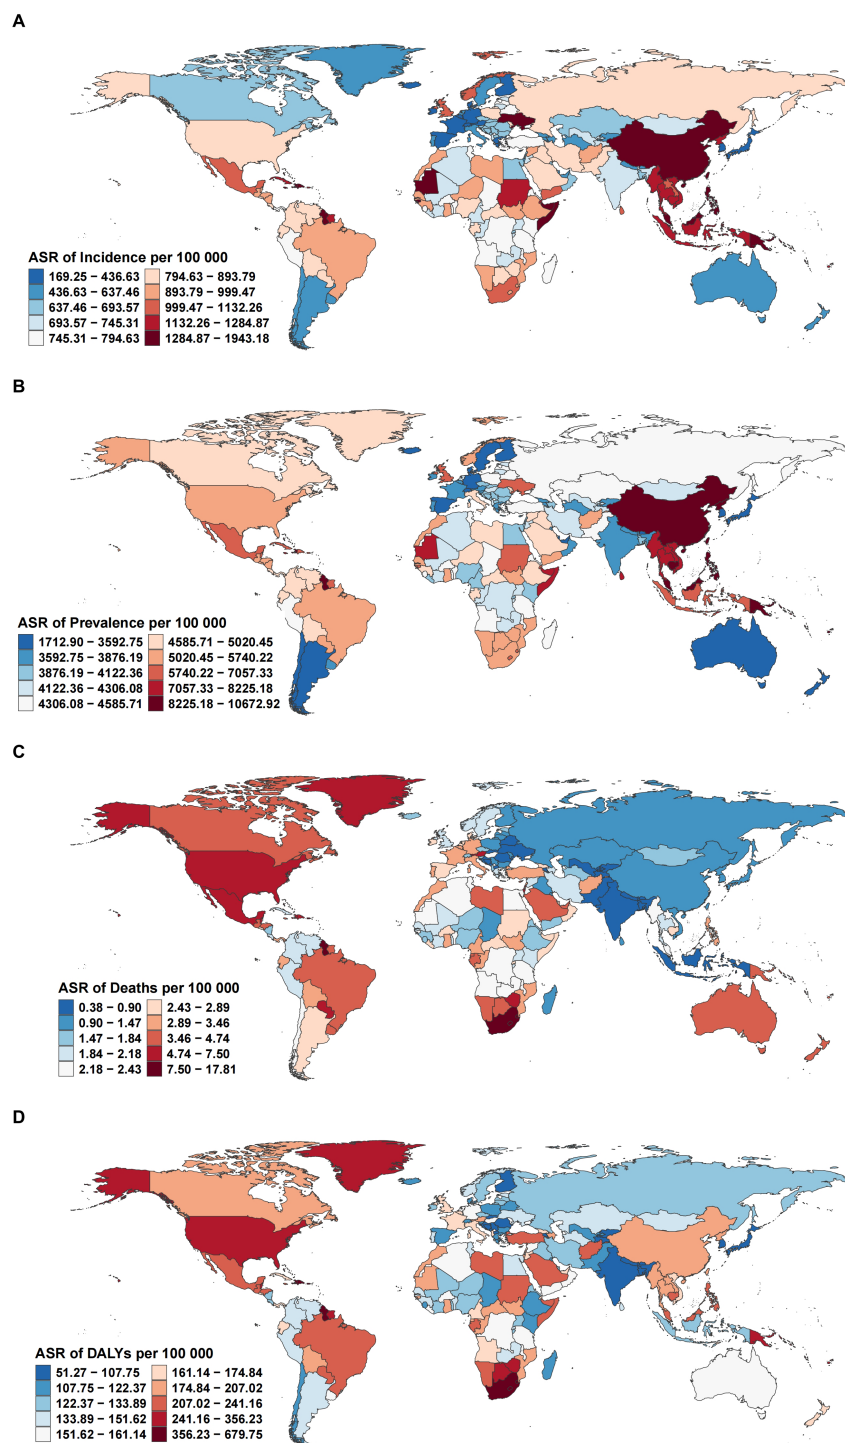 A
ASR of Incidence per 100 000
169.25 – 436.63 794.63 – 893.79
436.63 – 637.46 893.79 – 999.47
637.46 – 693.57 999.47 – 1132.26
693.57 – 745.31 1132.26 – 1284.87
745.31 – 794.63 1284.87 – 1943.18
B
ASR of Prevalence per 100 000
1712.90 – 3592.75 4585.71 – 5020.45
3592.75 – 3876.19 5020.45 – 5740.22
3876.19 – 4122.36 5740.22 – 7057.33
4122.36 – 4306.08 7057.33 – 8225.18
4306.08 – 4585.71 8225.18 – 10672.92
C
ASR of Deaths per 100 000
0.38 – 0.90 2.43 – 2.89
0.90 – 1.47 2.89 – 3.46
1.47 – 1.84 3.46 – 4.74
1.84 – 2.18 4.74 – 7.50
2.18 – 2.43 7.50 – 17.81
D
ASR of DALYs per 100 000
51.27 – 107.75 161.14 – 174.84
107.75 – 122.37 174.84 – 207.02
122.37 – 133.89 207.02 – 241.16
133.89 – 151.62 241.16 – 356.23
151.62 – 161.14 356.23 – 679.75